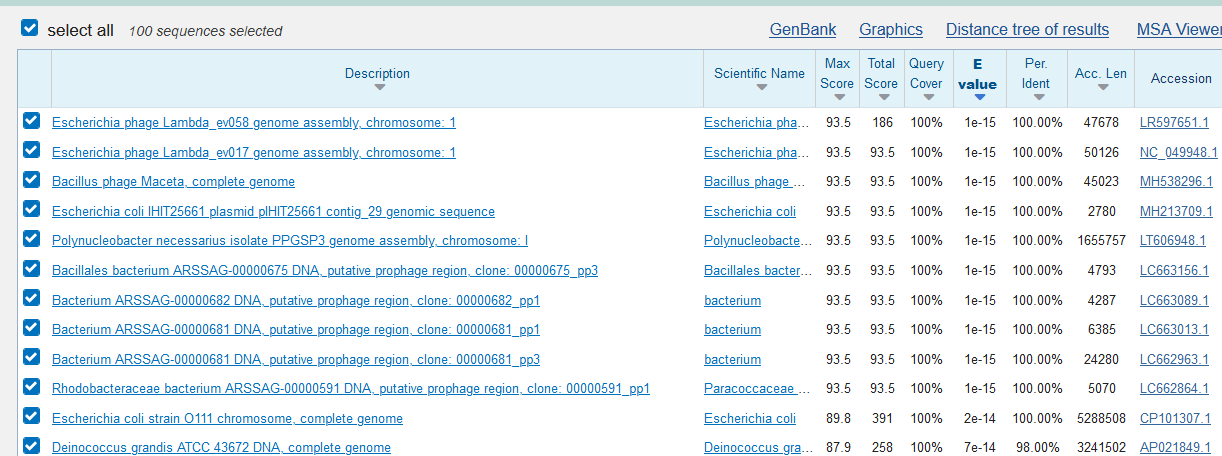 select all 100 sequences selected GenBank Graphics Distance tree of results MSA Viewer
Description Scientific Name Max Score Total Score Query Cover E value Per. Ident Acc. Len Accession
Escherichia phage Lambda_ev058 genome assembly, chromosome: 1 Escherichia pha... 93.5 186 100% 1e-15 100.00% 47678 LR597651.1
Escherichia phage Lambda_ev017 genome assembly, chromosome: 1 Escherichia pha... 93.5 93.5 100% 1e-15 100.00% 50126 NC_049948.1
Bacillus phage Maceta, complete genome Bacillus phage ... 93.5 93.5 100% 1e-15 100.00% 45023 MH538296.1
Escherichia coli IHIT25661 plasmid pIHIT25661 contig_29 genomic sequence Escherichia coli 93.5 93.5 100% 1e-15 100.00% 2780 MH213709.1
Polynucleobacter necessarius isolate PPGSP3 genome assembly, chromosome: I Polynucleobacte... 93.5 93.5 100% 1e-15 100.00% 1655757 LT606948.1
Bacillales bacterium ARSSAG-00000675 DNA, putative prophage region, clone: 00000675_pp3 Bacillales bacter... 93.5 93.5 100% 1e-15 100.00% 4793 LC663156.1
Bacterium ARSSAG-00000682 DNA, putative prophage region, clone: 00000682_pp1 bacterium 93.5 93.5 100% 1e-15 100.00% 4287 LC663089.1
Bacterium ARSSAG-00000681 DNA, putative prophage region, clone: 00000681_pp1 bacterium 93.5 93.5 100% 1e-15 100.00% 6385 LC663013.1
Bacterium ARSSAG-00000681 DNA, putative prophage region, clone: 00000681_pp3 bacterium 93.5 93.5 100% 1e-15 100.00% 24280 LC662963.1
Rhodobacteraceae bacterium ARSSAG-00000591 DNA, putative prophage region, clone: 00000591_pp1 Paracoccaceae ... 93.5 93.5 100% 1e-15 100.00% 5070 LC662864.1
Escherichia coli strain O111 chromosome, complete genome Escherichia coli 89.8 391 100% 2e-14 100.00% 5288508 CP101307.1
Deinococcus grandis ATCC 43672 DNA, complete genome Deinococcus gra... 87.9 258 100% 7e-14 98.00% 3241502 AP021849.1